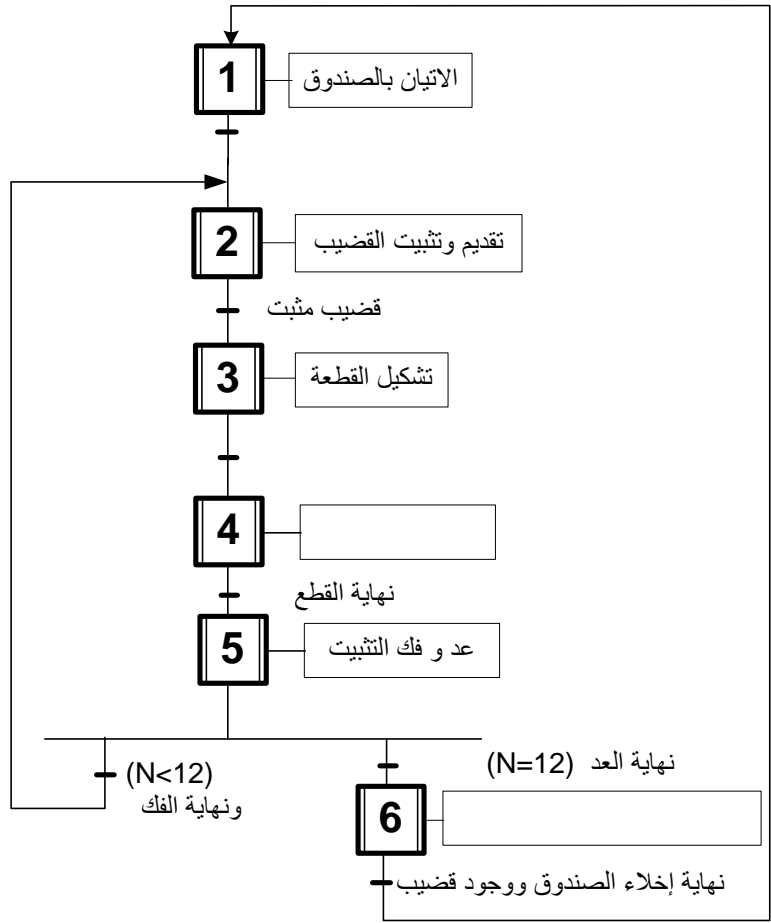 1
الاتيان بالصندوق
2
تقديم وتثبيت القضيب
قضيب مثبت
3
تشكيل القطعة
4
نهاية القطع
5
عد و فك التثبيت
(N<12)
ونهاية الفك
نهاية العد (N=12)
6
نهاية إخلاء الصندوق ووجود قضيب